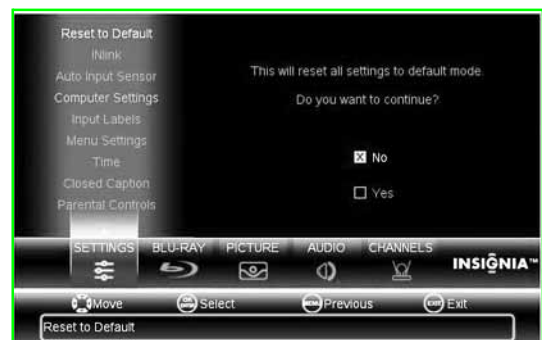 Reset to Default
INlink
Auto Input Sensor
Computer Settings
Input Labels
Menu Settings
Time
Closed Caption
Parental Controls
This will reset all settings to default mode.
Do you want to continue?
X No
Yes
SETTINGS BLU-RAY PICTURE AUDIO CHANNELS
INSIGNIA™
Move
OK ENTER Select
MENU Previous
EXIT Exit
Reset to Default